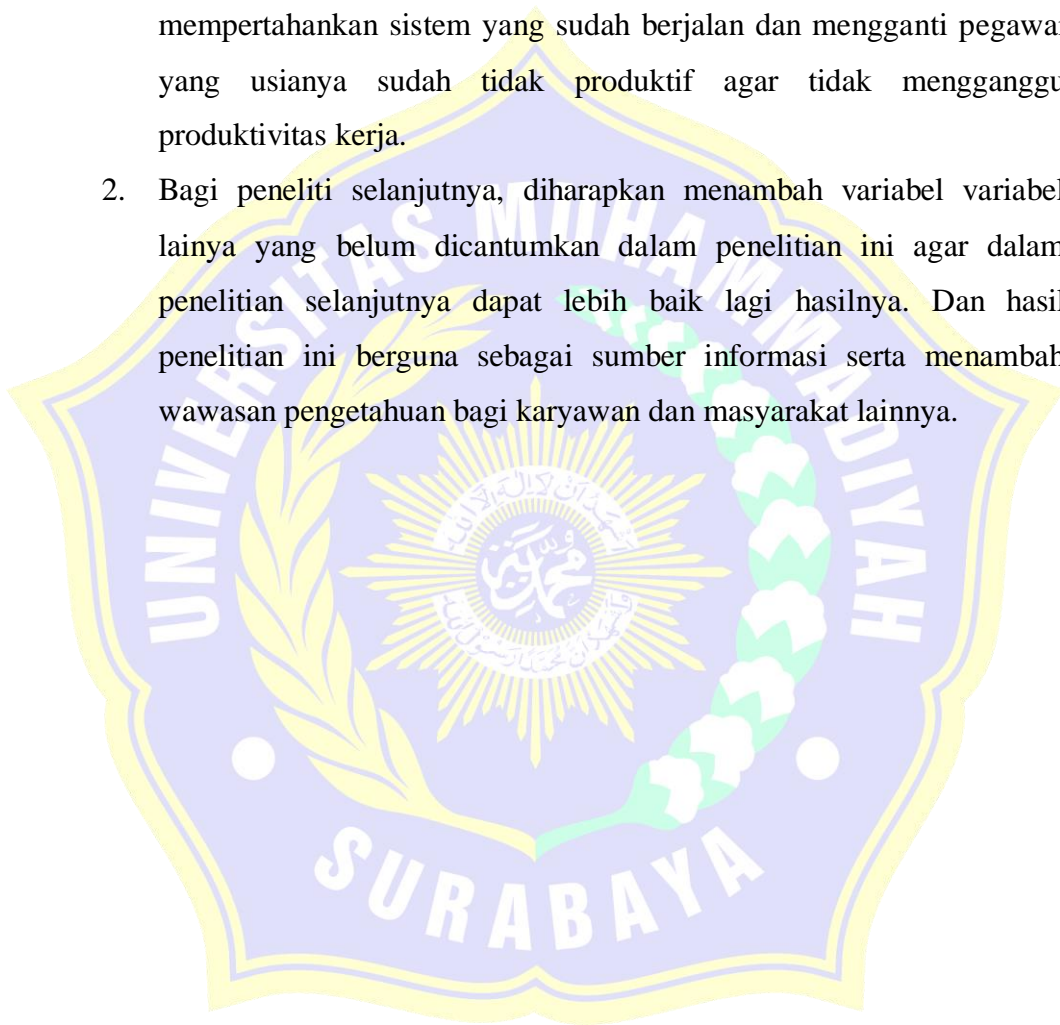 mempertahankan sistem yang sudah berjalan dan mengganti pegawai
yang usianya sudah tidak produktif agar tidak mengganggu
produktivitas kerja.
2. Bagi peneliti selanjutnya, diharapkan menambah variabel variabel
lainya yang belum dicantumkan dalam penelitian ini agar dalam
penelitian selanjutnya dapat lebih baik lagi hasilnya. Dan hasil
penelitian ini berguna sebagai sumber informasi serta menambah
wawasan pengetahuan bagi karyawan dan masyarakat lainnya.
UNIVERSITAS MUHAMMADIYAH
SURABAYA